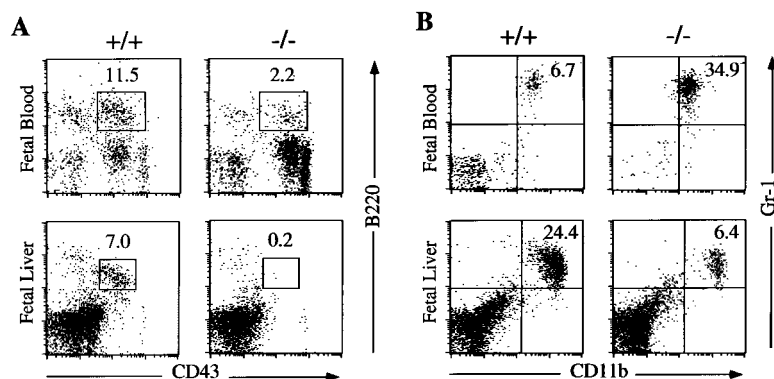 A
+/+
-/-
B
+/+
-/-
Fetal Blood
11.5
2.2
B220
Fetal Blood
6.7
34.9
Gr-1
Fetal Liver
7.0
0.2
Fetal Liver
24.4
6.4
CD43
CD11b